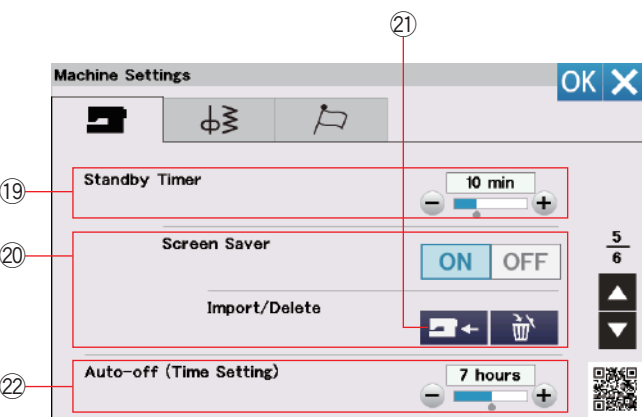 ㉑
Machine Settings
OK
⑲
Standby Timer
10 min
⑳
Screen Saver
ON OFF
5
6
Import/Delete
㉒
Auto-off (Time Setting)
7 hours